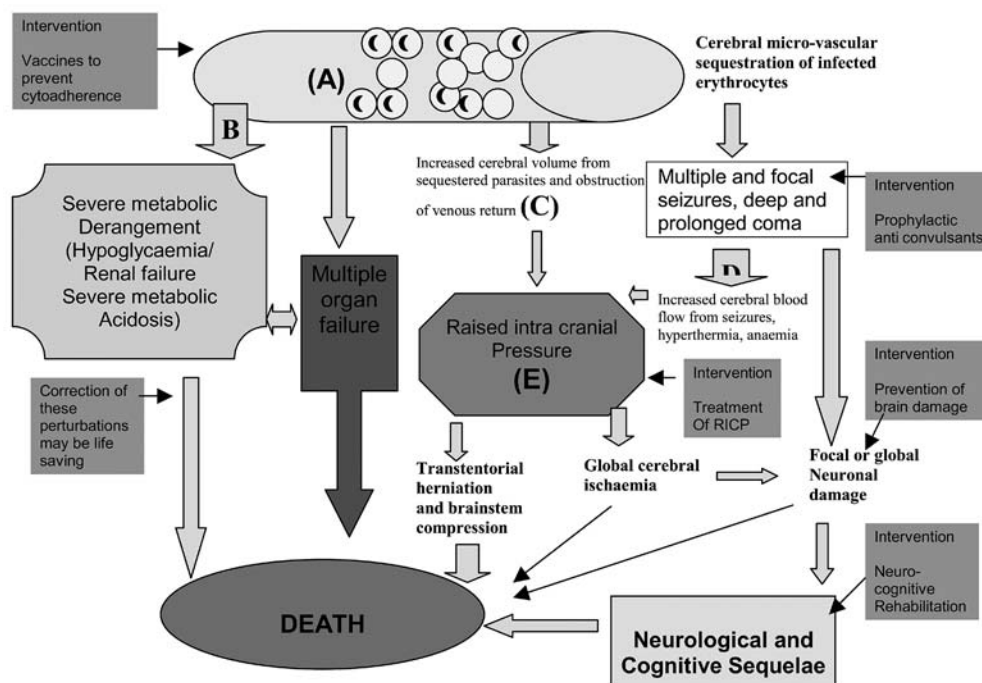 Intervention
Vaccines to
prevent
cytoadherence
(A)
Cerebral micro-vascular
sequestration of infected
erythrocytes
B
Increased cerebral volume from
sequestered parasites and obstruction
of venous return (C)
Multiple and focal
seizures, deep and
prolonged coma
Intervention
Prophylactic
anti convulsants
Severe metabolic
Derangement
(Hypoglycaemia/
Renal failure
Severe metabolic
Acidosis)
Multiple
organ
failure
D
Increased cerebral blood
flow from seizures,
hyperthermia, anaemia
Raised intra cranial
Pressure
(E)
Intervention
Treatment
Of RICP
Intervention
Prevention of
brain damage
Correction of
these
perturbations
may be life
saving
Transtentorial
herniation
and brainstem
compression
Global cerebral
ischaemia
Focal or global
Neuronal
damage
Intervention
Neuro-
cognitive
Rehabilitation
DEATH
Neurological and
Cognitive Sequelae